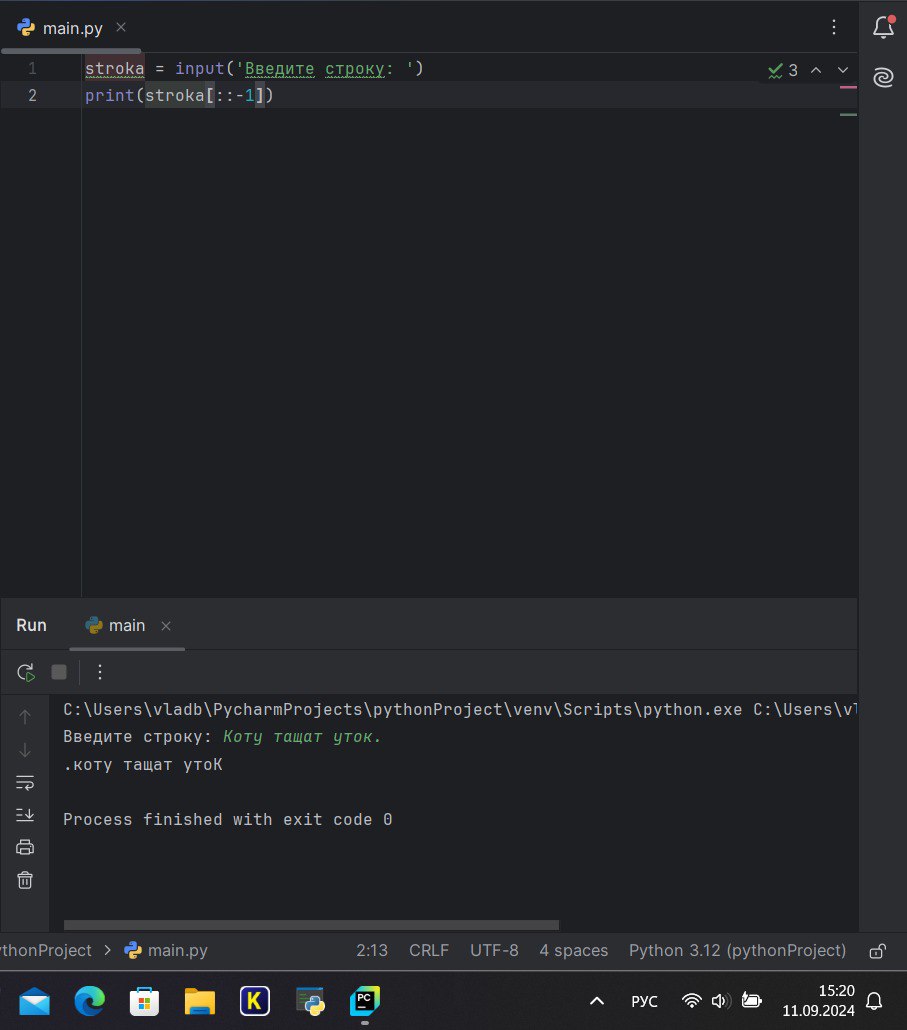 main.py
1 stroka = input('Введите строку: ')
3
2 print(stroka[::-1])
Run main
C:\Users\vladb\PycharmProjects\pythonProject\venv\Scripts\python.exe C:\Users\vl
Введите строку: Коту тащат уток.
.коту тащат утоК
Process finished with exit code 0
ythonProject > main.py 2:13 CRLF UTF-8 4 spaces Python 3.12 (pythonProject)
K
PC
РУС
15:20
11.09.2024